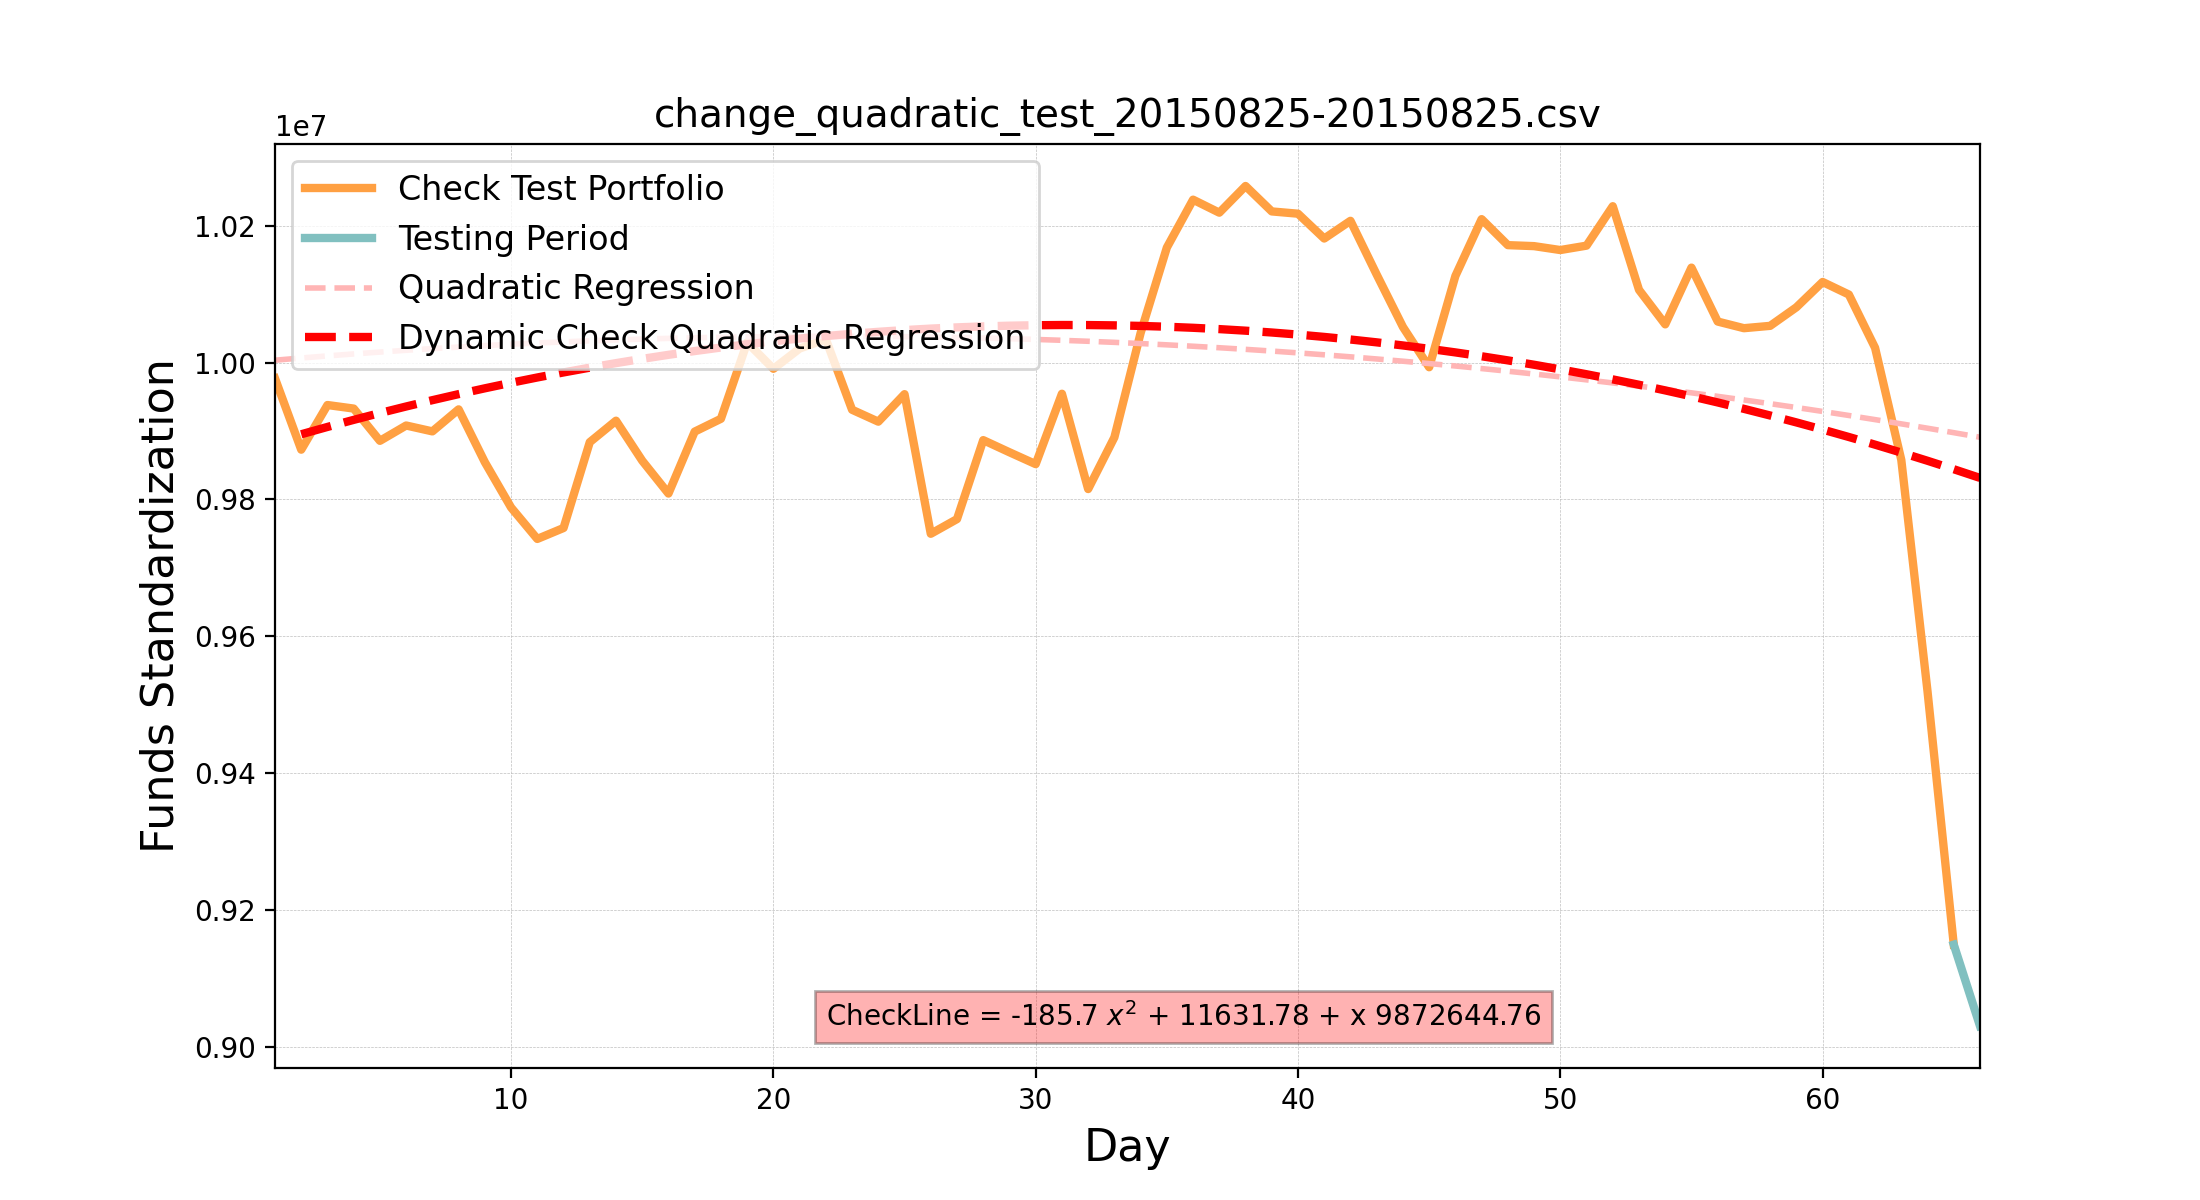 change_quadratic_test_20150825-20150825.csv
1e7
Check Test Portfolio
Testing Period
Quadratic Regression
Dynamic Check Quadratic Regression
1.02
1.00
0.98
0.96
0.94
0.92
0.90
Funds Standardization
CheckLine = -185.7 x² + 11631.78 + x 9872644.76
10 20 30 40 50 60
Day